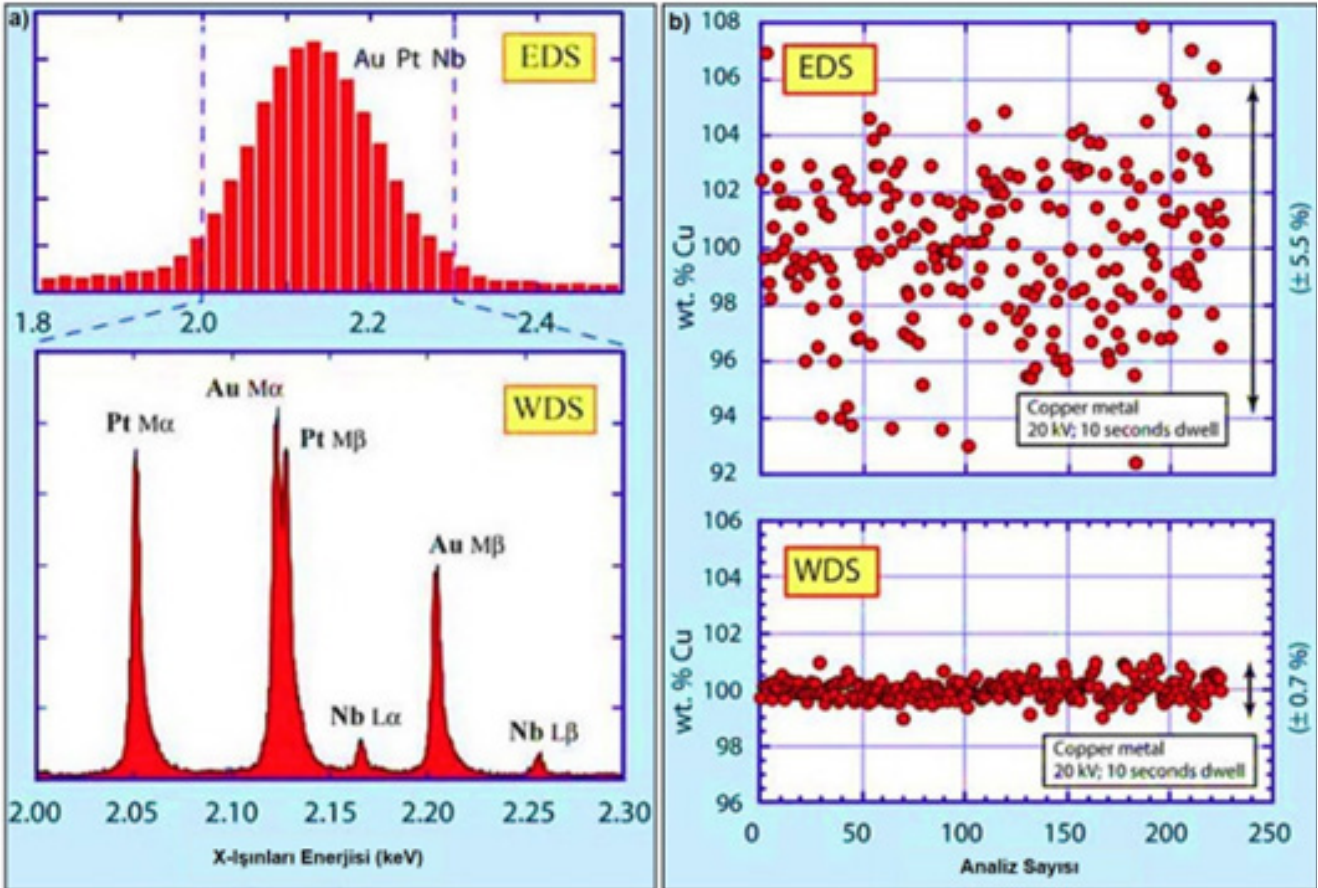 a)
Au Pt Nb
EDS
1.8
2.0
2.2
2.4
WDS
Pt Mα
Au Mα
Pt Mβ
Au Mβ
Nb Lα
Nb Lβ
2.00
2.05
2.10
2.15
2.20
2.25
2.30
X-Işınları Enerjisi (keV)
b)
EDS
108
106
104
102
100
98
96
94
92
wt. % Cu
(± 5.5 %)
Copper metal
20 kV; 10 seconds dwell
WDS
106
104
102
100
98
96
wt. % Cu
(± 0.7 %)
Copper metal
20 kV; 10 seconds dwell
0
50
100
150
200
250
Analiz Sayısı